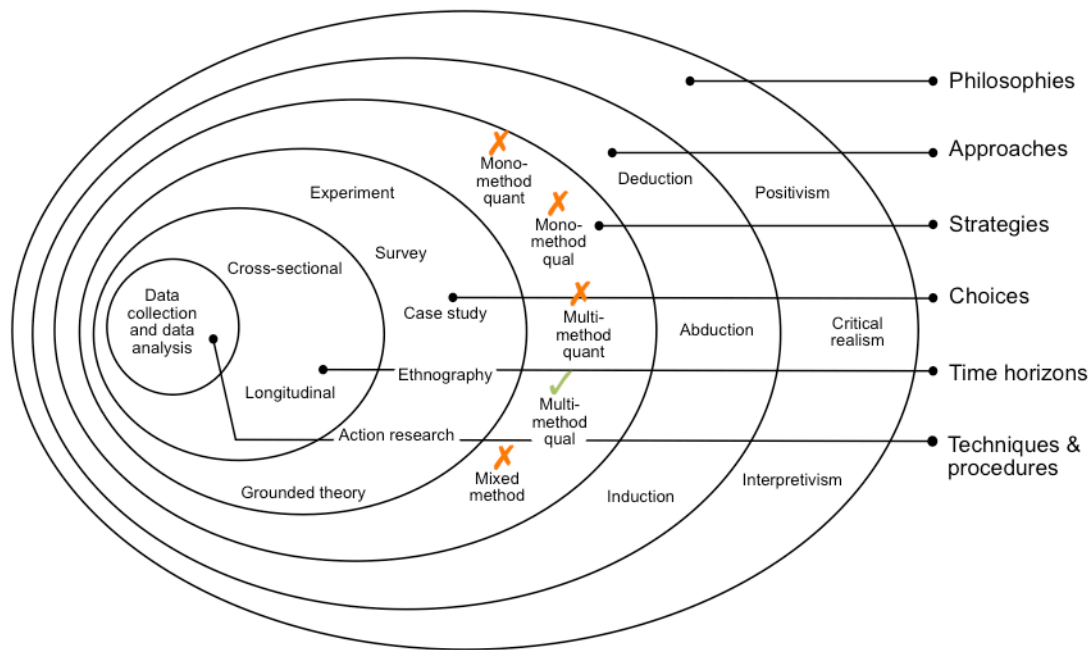 Philosophies
Approaches
Strategies
Choices
Time horizons
Techniques &
procedures
Positivism
Critical
realism
Interpretivism
Deduction
Abduction
Induction
Mono-
method
quant
Mono-
method
qual
Multi-
method
quant
Multi-
method
qual
Mixed
method
Experiment
Survey
Case study
Ethnography
Action research
Grounded theory
Cross-sectional
Longitudinal
Data
collection
and data
analysis